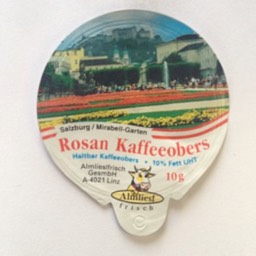 Salzburg / Mirabell-Garten
Rosan Kaffeeobers
Haltbar Kaffeeobers • 10% Fett UHT
Almliesfrisch
GesmbH
A-4021 Linz
10g
Almliesl
frisch